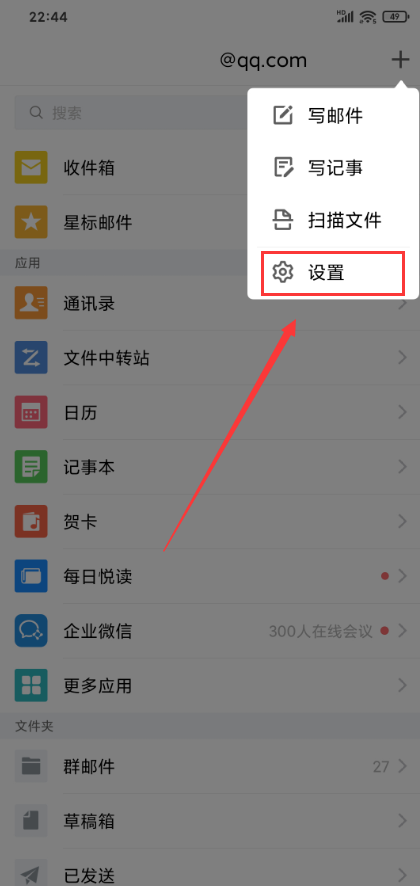 22:44
HD
49
@qq.com
搜索
写邮件
收件箱
写记事
星标邮件
扫描文件
应用
设置
通讯录
文件中转站
日历
记事本
贺卡
每日悦读
企业微信 300人在线会议
更多应用
文件夹
群邮件 27
草稿箱
已发送